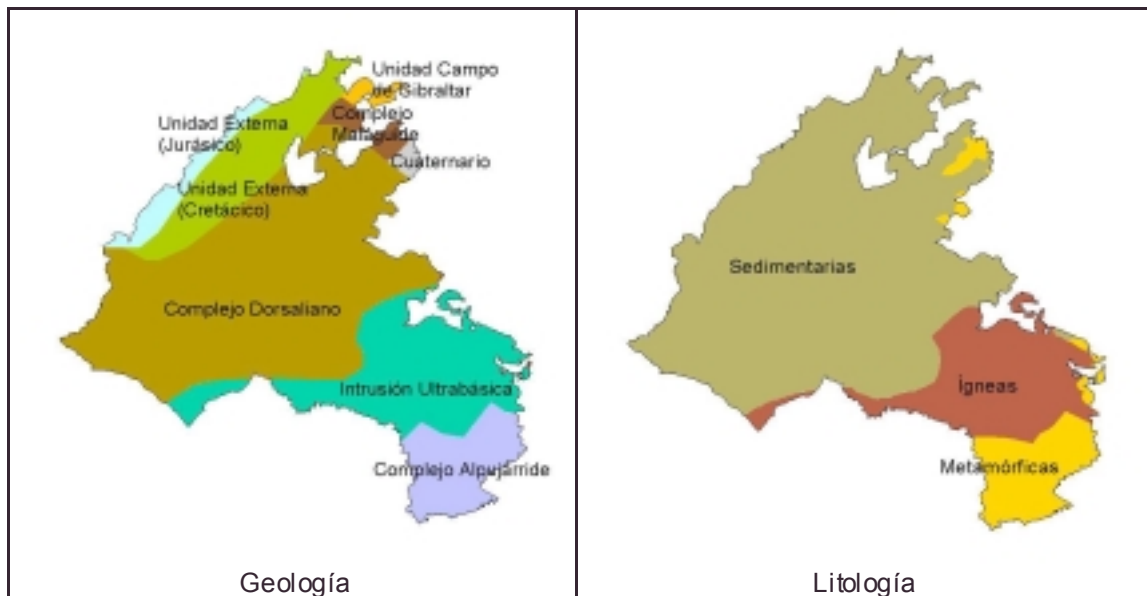 Unidad Campo
de Gibraltar
Unidad Externa
(Jurásico)
Complejo
Malaguide
Cuaternario
Unidad Externa
(Cretácico)
Complejo Dorsaliano
Intrusión Ultrabásica
Complejo Alpujárride
Geología
Sedimentarias
Ígneas
Metamórficas
Litología